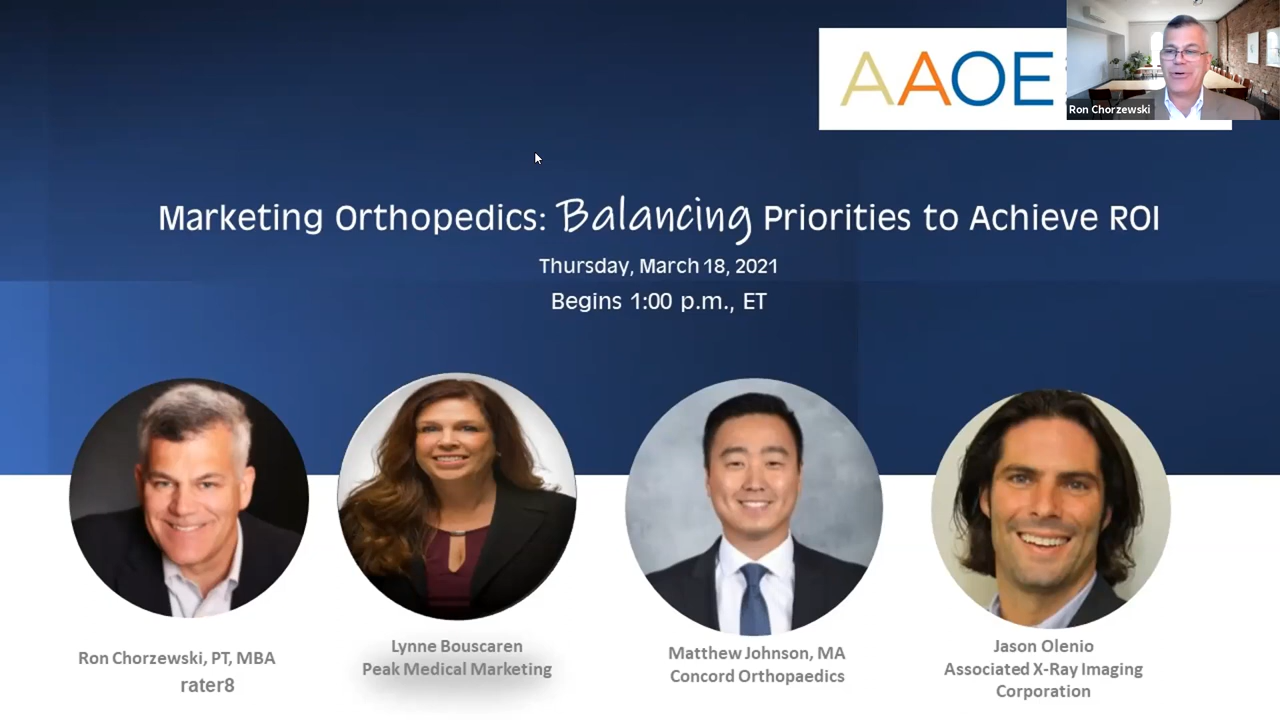 AAOE
Ron Chorzewski
Marketing Orthopedics: Balancing Priorities to Achieve ROI
Thursday, March 18, 2021
Begins 1:00 p.m., ET
Ron Chorzewski, PT, MBA
rater8
Lynne Bouscaren
Peak Medical Marketing
Matthew Johnson, MA
Concord Orthopaedics
Jason Olenio
Associated X-Ray Imaging
Corporation